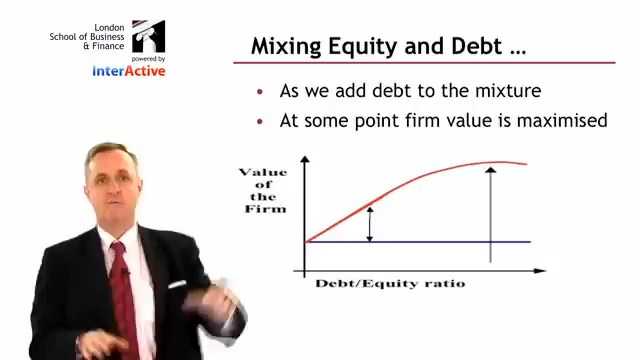 London
School of Business
& Finance
powered by
InterActive
Mixing Equity and Debt ...
• As we add debt to the mixture
• At some point firm value is maximised
Value
of
the
Firm
Debt/Equity ratio